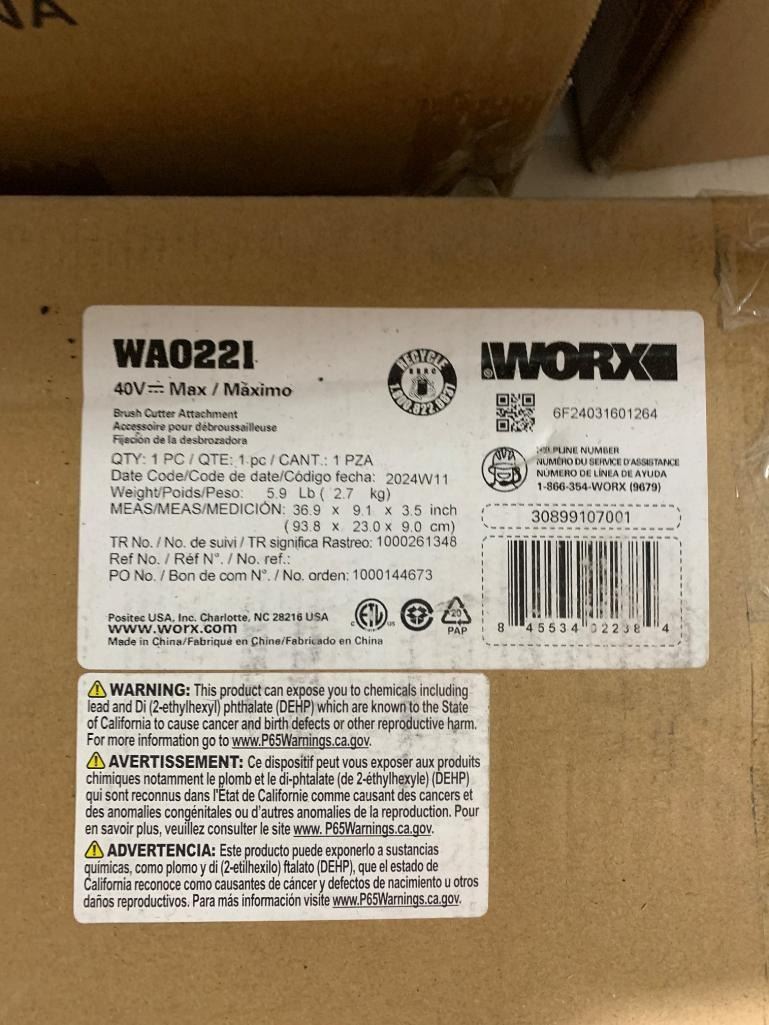 WA0221
40V⎓ Max / Máximo
Brush Cutter Attachment
Accessoire pour débroussailleuse
Fijación de la desbrozadora
QTY: 1 PC / QTE: 1 pc / CANT.: 1 PZA
Date Code/Code de date/Código fecha: 2024W11
Weight/Poids/Peso: 5.9 Lb ( 2.7 kg)
MEAS/MEAS/MEDICIÓN: 36.9 x 9.1 x 3.5 inch
( 93.8 x 23.0 x 9.0 cm)
TR No. / No. de suivi / TR significa Rastreo: 1000261348
Ref No. / Réf N°. / No. ref.:
PO No. / Bon de com N°. / No. orden: 1000144673
Positec USA, Inc. Charlotte, NC 28216 USA
www.worx.com
Made in China/Fabriqué en Chine/Fabricado en China
RECYCLE
RBRC
1.800.822.8837
WORX
®
6F24031601264
HELPLINE NUMBER
NUMÉRO DU SERVICE D'ASSISTANCE
NÚMERO DE LÍNEA DE AYUDA
1-866-354-WORX (9679)
30899107001
8 45534 02238 4
c ETL us
20
PAP
WARNING: This product can expose you to chemicals including
lead and Di (2-ethylhexyl) phthalate (DEHP) which are known to the State
of California to cause cancer and birth defects or other reproductive harm.
For more information go to www.P65Warnings.ca.gov.
AVERTISSEMENT: Ce dispositif peut vous exposer aux produits
chimiques notamment le plomb et le di-phtalate (de 2-éthylhexyle) (DEHP)
qui sont reconnus dans l'État de Californie comme causant des cancers et
des anomalies congénitales ou d'autres anomalies de la reproduction. Pour
en savoir plus, veuillez consulter le site www. P65Warnings.ca.gov.
ADVERTENCIA: Este producto puede exponerlo a sustancias
químicas, como plomo y di (2-etilhexilo) ftalato (DEHP), que el estado de
California reconoce como causantes de cáncer y defectos de nacimiento u otros
daños reproductivos. Para más información visite www.P65Warnings.ca.gov.